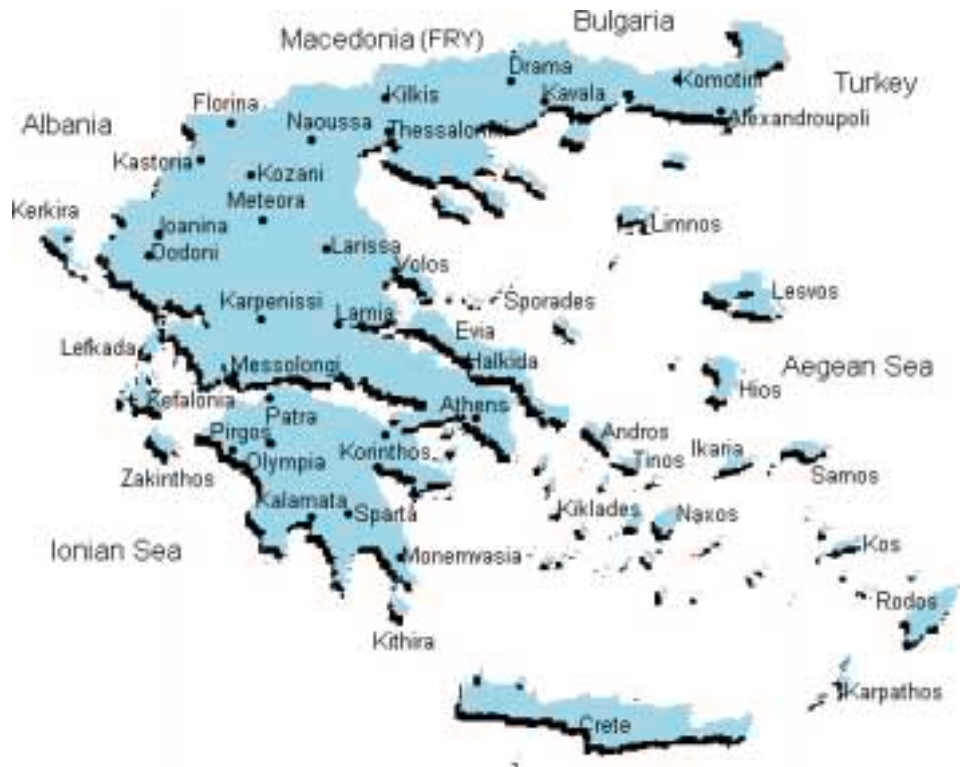 Bulgaria
Macedonia (FRY)
Drama
Komotini
Turkey
Kilkis
Kavala
Florina
Alexandroupoli
Albania
Naoussa
Thessaloniki
Kastoria
Kozani
Meteora
Kerkira
Joanina
Limnos
Dodoni
Larissa
Volos
Lesvos
Karpenissi
Sporades
Lamia
Evia
Lefkada
Messolongi
Halkida
Aegean Sea
Hios
Kefalonia
Athens
Patra
Pirgos
Andros
Ikaria
Korinthos
Olympia
Tinos
Zakinthos
Samos
Kalamata
Sparta
Kiklades
Naxos
Ionian Sea
Monemvasia
Kos
Rodos
Kithira
Karpathos
Crete